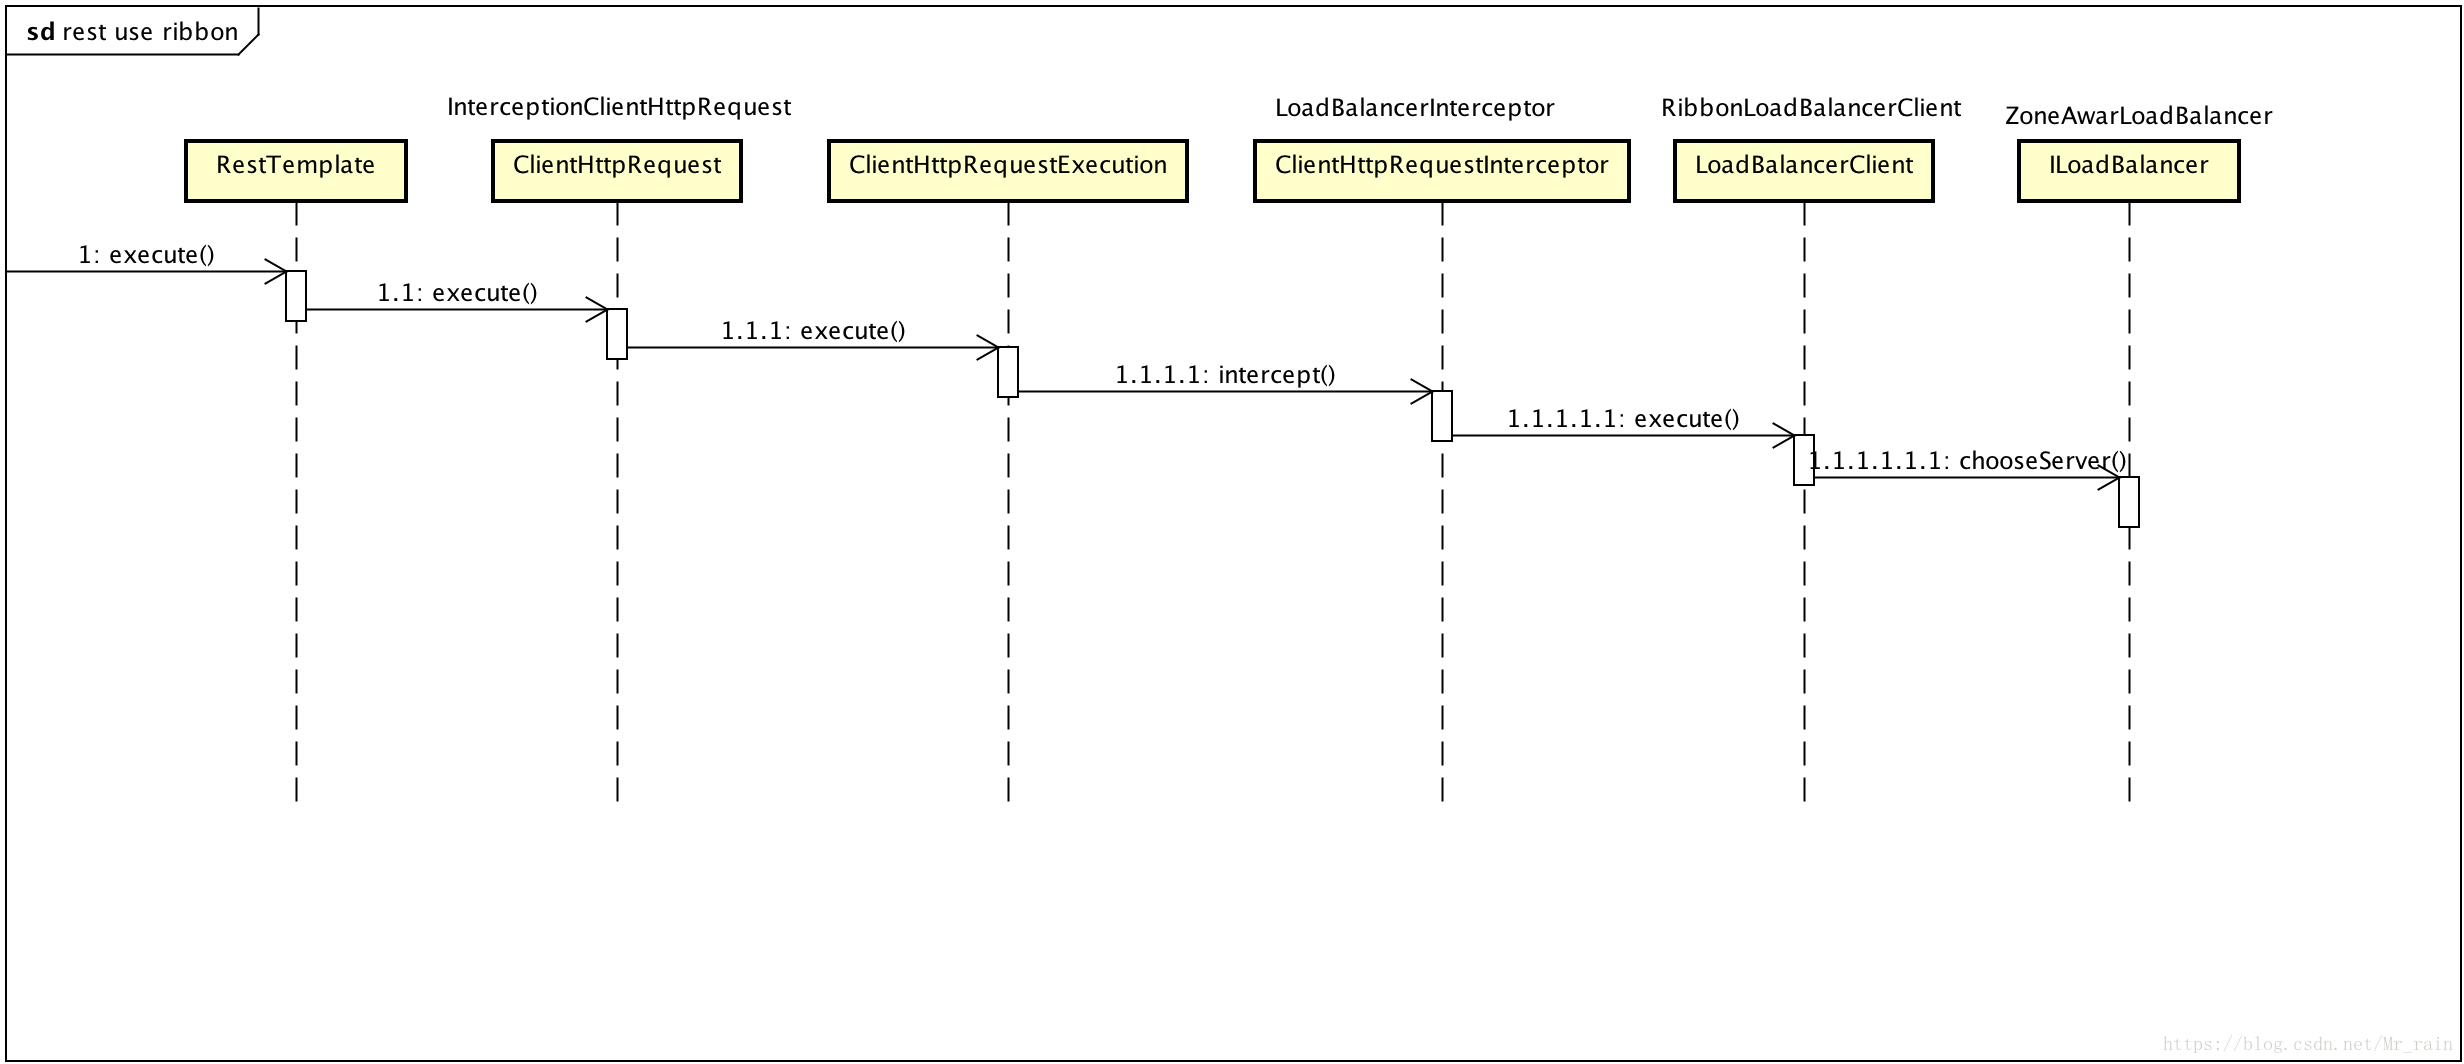 sd rest use ribbon
InterceptionClientHttpRequest
LoadBalancerInterceptor
RibbonLoadBalancerClient
ZoneAwarLoadBalancer
RestTemplate
ClientHttpRequest
ClientHttpRequestExecution
ClientHttpRequestInterceptor
LoadBalancerClient
ILoadBalancer
1: execute()
1.1: execute()
1.1.1: execute()
1.1.1.1: intercept()
1.1.1.1.1: execute()
1.1.1.1.1.1: chooseServer()
https://blog.csdn.net/Mr_rain